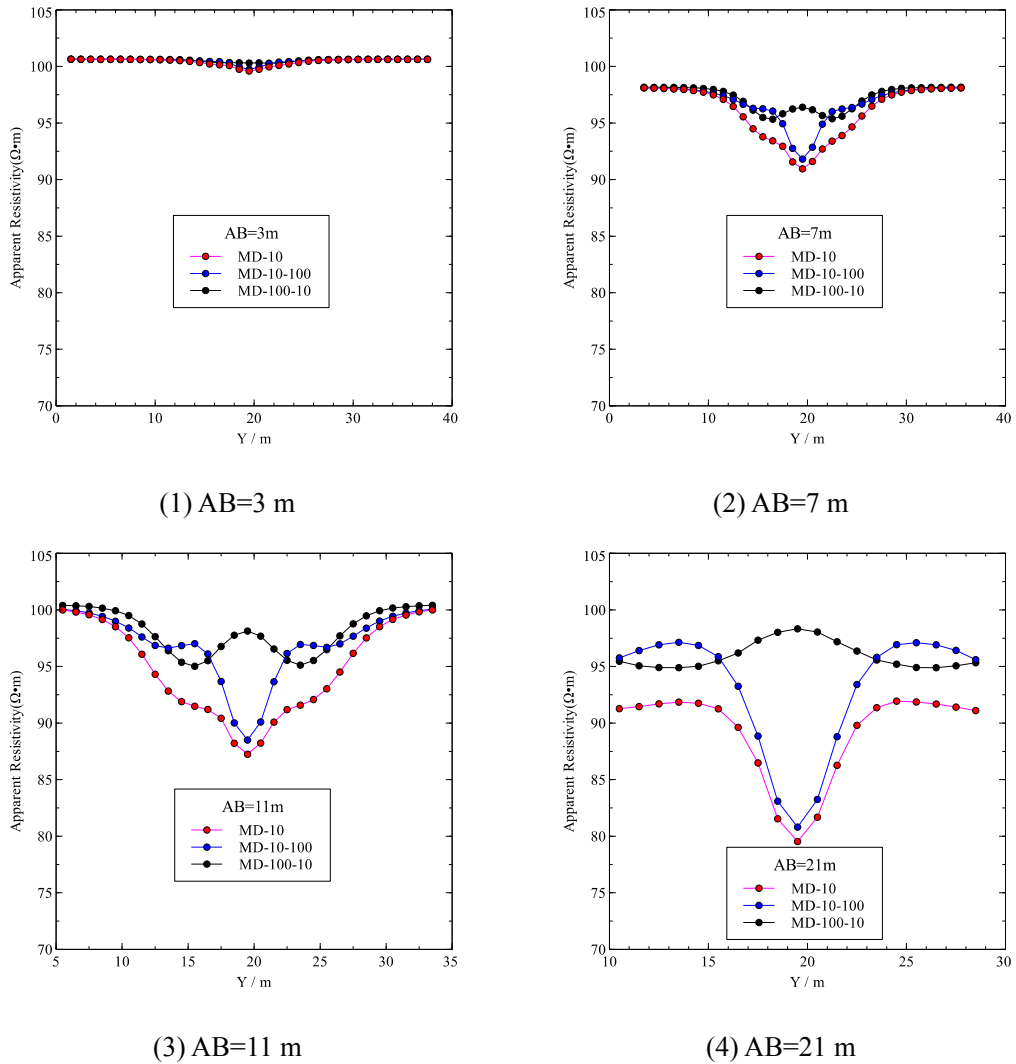 105
100
95
90
85
80
75
70
Apparent Resistivity(Ω•m)
AB=3m
MD-10
MD-10-100
MD-100-10
0 10 20 30 40
Y / m
(1) AB=3 m
105
100
95
90
85
80
75
70
Apparent Resistivity(Ω•m)
AB=7m
MD-10
MD-10-100
MD-100-10
0 10 20 30 40
Y / m
(2) AB=7 m
105
100
95
90
85
80
75
70
Apparent Resistivity(Ω•m)
AB=11m
MD-10
MD-10-100
MD-100-10
5 10 15 20 25 30 35
Y / m
(3) AB=11 m
105
100
95
90
85
80
75
70
Apparent Resistivity(Ω•m)
AB=21m
MD-10
MD-10-100
MD-100-10
10 15 20 25 30
Y / m
(4) AB=21 m